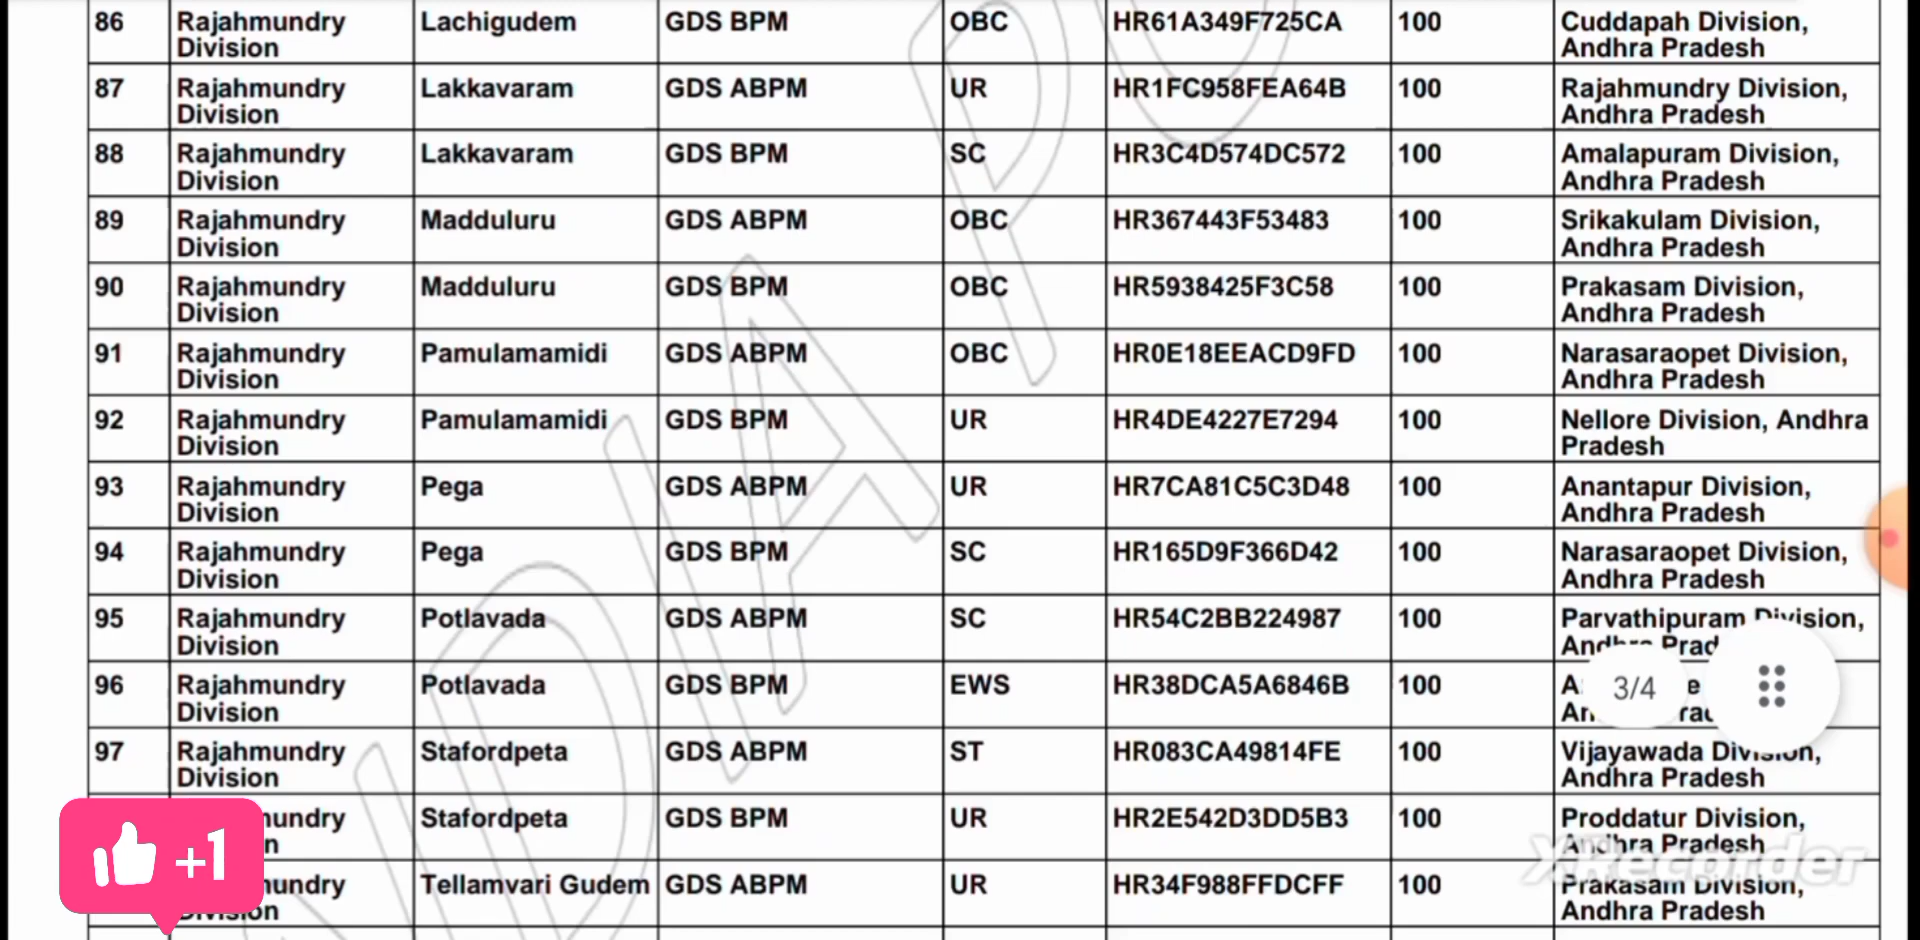 86 Rajahmundry Lachigudem GDS BPM OBC HR61A349F725CA 100 Cuddapah Division,
Division Andhra Pradesh
87 Rajahmundry Lakkavaram GDS ABPM UR HR1FC958FEA64B 100 Rajahmundry Division,
Division Andhra Pradesh
88 Rajahmundry Lakkavaram GDS BPM SC HR3C4D574DC572 100 Amalapuram Division,
Division Andhra Pradesh
89 Rajahmundry Madduluru GDS ABPM OBC HR367443F53483 100 Srikakulam Division,
Division Andhra Pradesh
90 Rajahmundry Madduluru GDS BPM OBC HR5938425F3C58 100 Prakasam Division,
Division Andhra Pradesh
91 Rajahmundry Pamulamamidi GDS ABPM OBC HR0E18EEACD9FD 100 Narasaraopet Division,
Division Andhra Pradesh
92 Rajahmundry Pamulamamidi GDS BPM UR HR4DE4227E7294 100 Nellore Division, Andhra
Division Pradesh
93 Rajahmundry Pega GDS ABPM UR HR7CA81C5C3D48 100 Anantapur Division,
Division Andhra Pradesh
94 Rajahmundry Pega GDS BPM SC HR165D9F366D42 100 Narasaraopet Division,
Division Andhra Pradesh
95 Rajahmundry Potlavada GDS ABPM SC HR54C2BB224987 100 Parvathipuram Division,
Division
96 Rajahmundry Potlavada GDS BPM EWS HR38DCA5A6846B 100 3/4
Division
97 Rajahmundry Stafordpeta GDS ABPM ST HR083CA49814FE 100 Vijayawada Division,
Division Andhra Pradesh
Stafordpeta GDS BPM UR HR2E542D3DD5B3 100 Proddatur Division,
Andhra Pradesh
+1 XRecorder
Tellamvari Gudem GDS ABPM UR HR34F988FFDCFF 100 Prakasam Division,
Andhra Pradesh